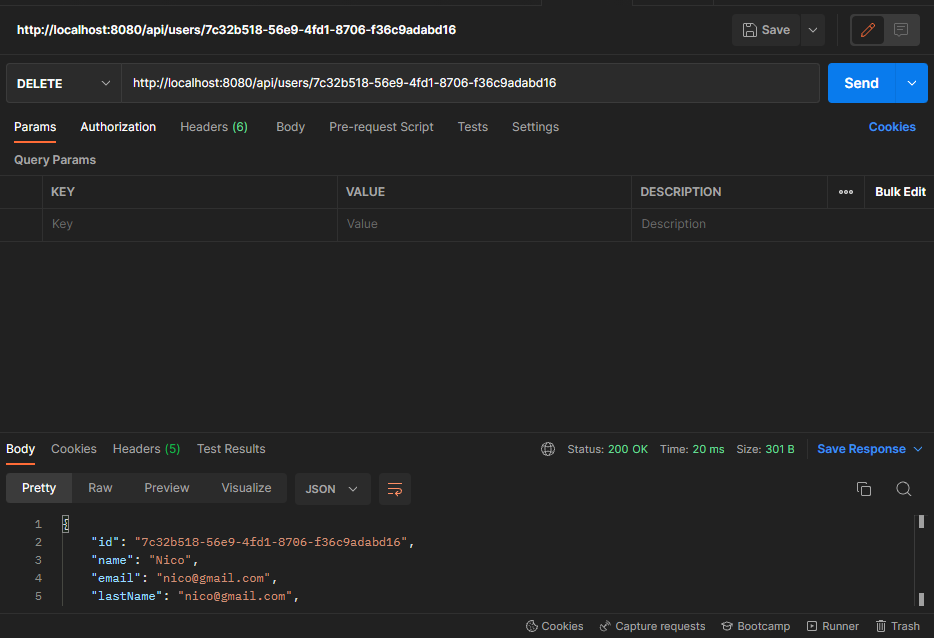 http://localhost:8080/api/users/7c32b518-56e9-4fd1-8706-f36c9adabd16
Save
DELETE
http://localhost:8080/api/users/7c32b518-56e9-4fd1-8706-f36c9adabd16
Send
Params Authorization Headers (6) Body Pre-request Script Tests Settings Cookies
Query Params
KEY VALUE DESCRIPTION ooo Bulk Edit
Key Value Description
Body Cookies Headers (5) Test Results Status: 200 OK Time: 20 ms Size: 301 B Save Response
Pretty Raw Preview Visualize JSON
1 {
2 "id": "7c32b518-56e9-4fd1-8706-f36c9adabd16",
3 "name": "Nico",
4 "email": "nico@gmail.com",
5 "lastName": "nico@gmail.com",
Cookies Capture requests Bootcamp Runner Trash